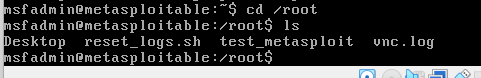 msfadmin@metasploitable:~$ cd /root
msfadmin@metasploitable:/root$ ls
Desktop  reset_logs.sh  test_metasploit  vnc.log
msfadmin@metasploitable:/root$